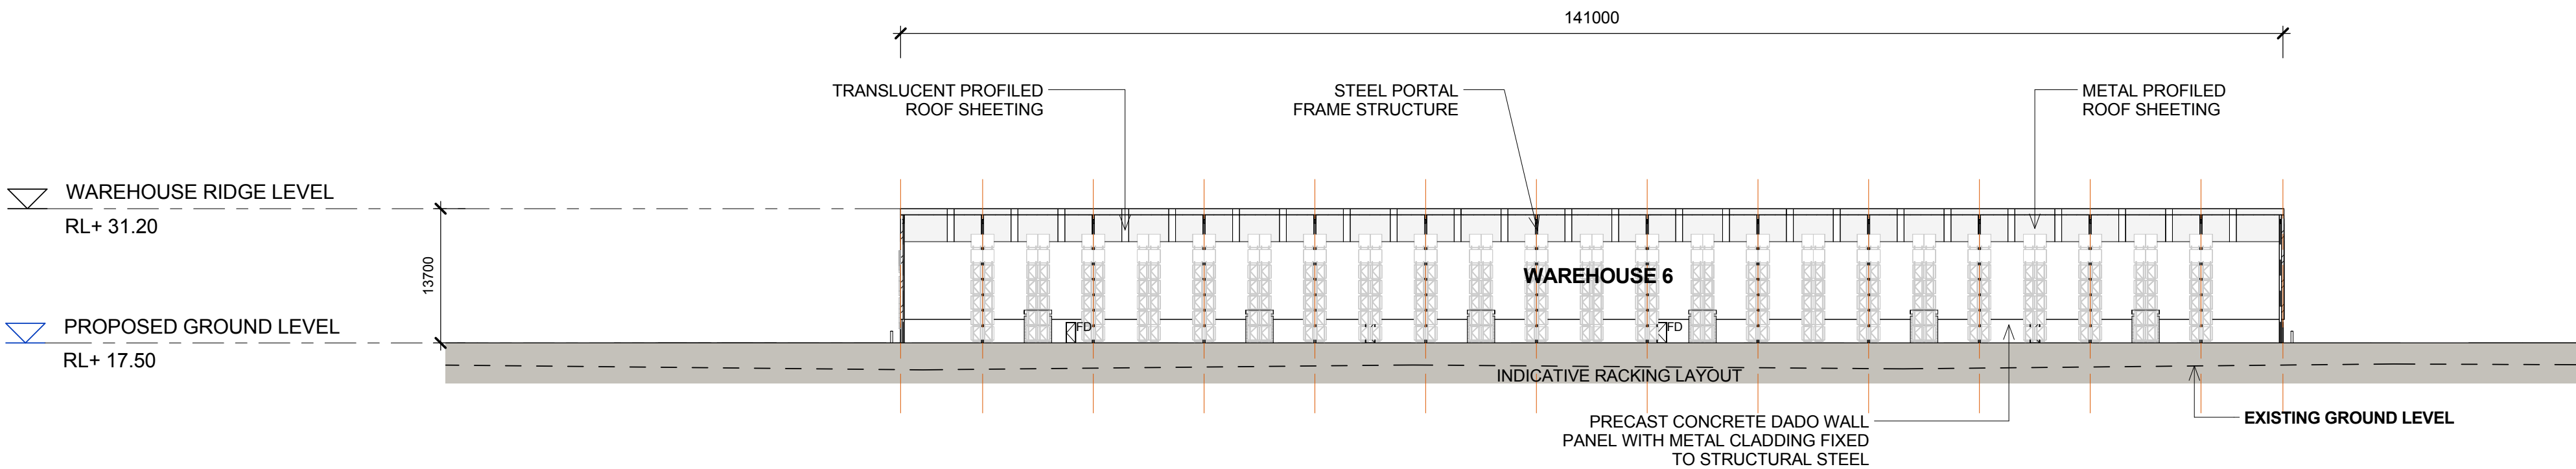 141000
TRANSLUCENT PROFILED
ROOF SHEETING
STEEL PORTAL
FRAME STRUCTURE
METAL PROFILED
ROOF SHEETING
WAREHOUSE RIDGE LEVEL
RL+ 31.20
13700
WAREHOUSE 6
PROPOSED GROUND LEVEL
RL+ 17.50
FD
FD
INDICATIVE RACKING LAYOUT
PRECAST CONCRETE DADO WALL
PANEL WITH METAL CLADDING FIXED
TO STRUCTURAL STEEL
EXISTING GROUND LEVEL